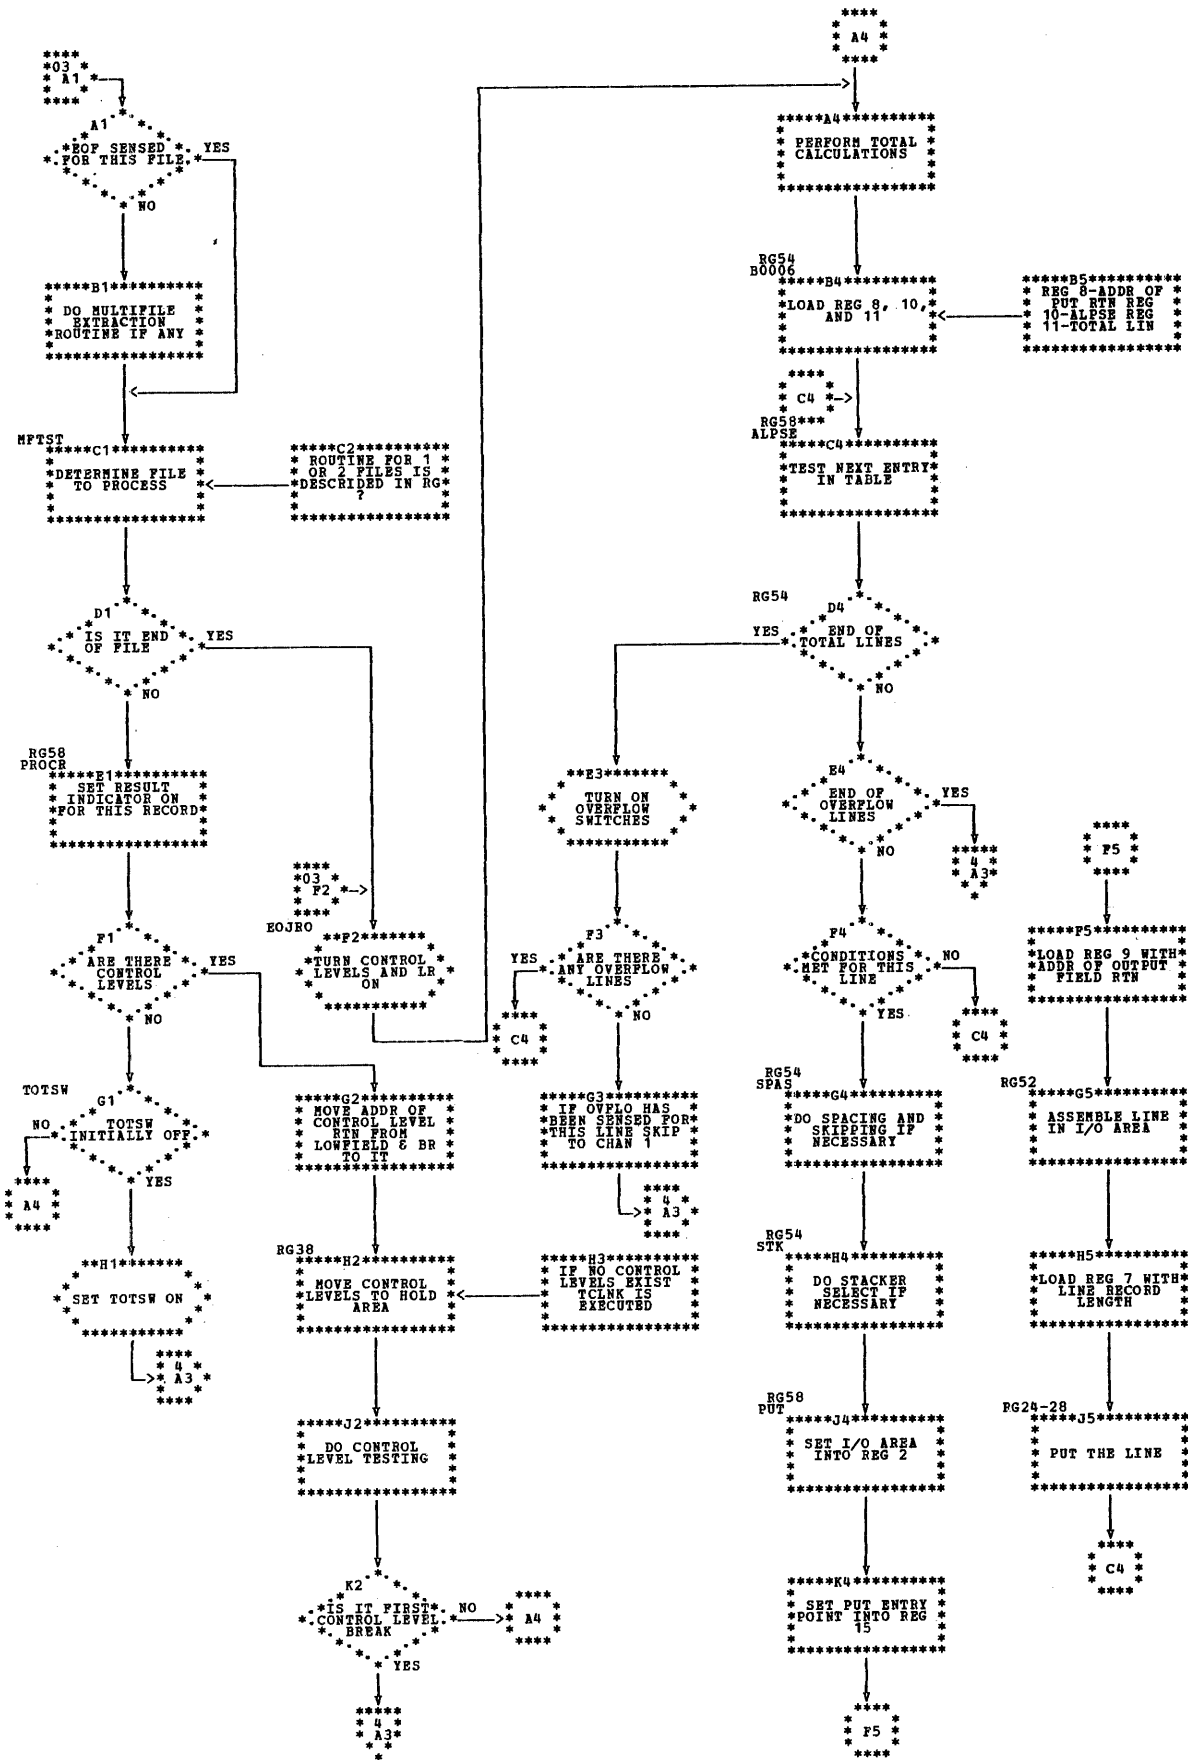 03
A1
A1
EOF SENSED
FOR THIS FILE
YES
NO
B1
DO MULTIFILE
EXTRACTION
ROUTINE IF ANY
MFTST
C1
DETERMINE FILE
TO PROCESS
C2
ROUTINE FOR 1
OR 2 FILES IS
DESCRIDED IN RG
?
D1
IS IT END
OF FILE
YES
NO
RG58
PROCR
E1
SET RESULT
INDICATOR ON
FOR THIS RECORD
F1
ARE THERE
CONTROL
LEVELS
YES
NO
TOTSW
G1
TOTSW
INITIALLY OFF
NO
YES
A4
H1
SET TOTSW ON
4
A3
03
F2
EOJRO
F2
TURN CONTROL
LEVELS AND LR
ON
G2
MOVE ADDR OF
CONTROL LEVEL
RTN FROM
LOWFIELD & BR
TO IT
RG38
H2
MOVE CONTROL
LEVELS TO HOLD
AREA
H3
IF NO CONTROL
LEVELS EXIST
TCLNK IS
EXECUTED
J2
DO CONTROL
LEVEL TESTING
K2
IS IT FIRST
CONTROL LEVEL
BREAK
NO
A4
YES
4
A3
E3
TURN ON
OVERFLOW
SWITCHES
F3
ARE THERE
ANY OVERFLOW
LINES
YES
NO
C4
G3
IF OVFLO HAS
BEEN SENSED FOR
THIS LINE SKIP
TO CHAN 1
4
A3
A4
A4
PERFORM TOTAL
CALCULATIONS
RG54
B0006
B4
LOAD REG 8, 10,
AND 11
B5
REG 8-ADDR OF
PUT RTN REG
10-ALPSE REG
11-TOTAL LIN
C4
RG58
ALPSE
C4
TEST NEXT ENTRY
IN TABLE
RG54
D4
END OF
TOTAL LINES
YES
NO
E4
END OF
OVERFLOW
LINES
YES
NO
4
A3
F4
CONDITIONS
MET FOR THIS
LINE
NO
YES
C4
RG54
SPAS
G4
DO SPACING AND
SKIPPING IF
NECESSARY
RG54
STK
H4
DO STACKER
SELECT IF
NECESSARY
RG58
PUT
J4
SET I/O AREA
INTO REG 2
K4
SET PUT ENTRY
POINT INTO REG
15
F5
F5
F5
LOAD REG 9 WITH
ADDR OF OUTPUT
FIELD RTN
RG52
G5
ASSEMBLE LINE
IN I/O AREA
H5
LOAD REG 7 WITH
LINE RECORD
LENGTH
RG24-28
J5
PUT THE LINE
C4